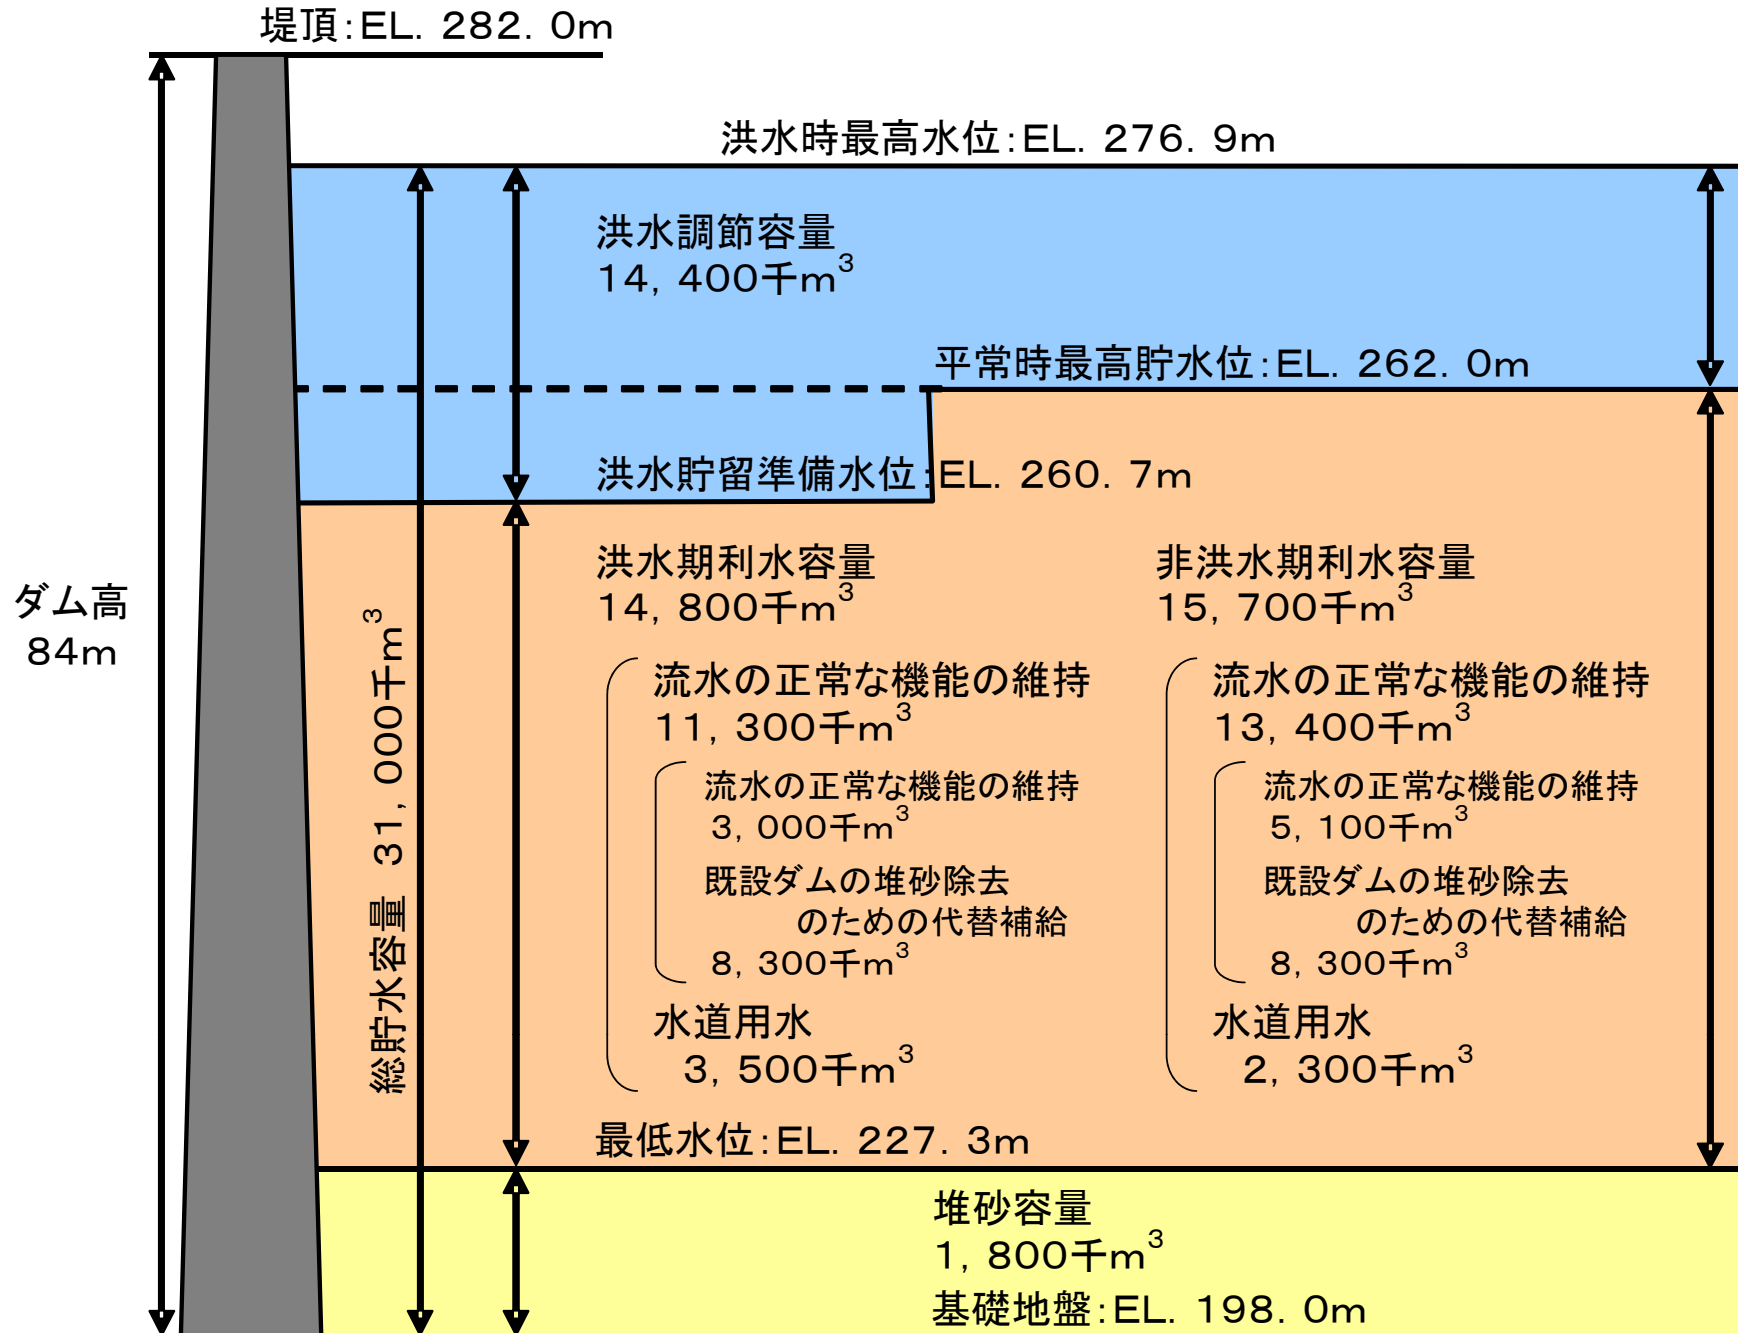 堤頂:EL. 282. 0m
洪水時最高水位:EL. 276. 9m
洪水調節容量
14, 400千m³
平常時最高貯水位:EL. 262. 0m
洪水貯留準備水位:EL. 260. 7m
ダム高
84m
総貯水容量 31, 000千m³
洪水期利水容量
14, 800千m³
流水の正常な機能の維持
11, 300千m³
流水の正常な機能の維持
3, 000千m³
既設ダムの堆砂除去
のための代替補給
8, 300千m³
水道用水
3, 500千m³
非洪水期利水容量
15, 700千m³
流水の正常な機能の維持
13, 400千m³
流水の正常な機能の維持
5, 100千m³
既設ダムの堆砂除去
のための代替補給
8, 300千m³
水道用水
2, 300千m³
最低水位:EL. 227. 3m
堆砂容量
1, 800千m³
基礎地盤:EL. 198. 0m